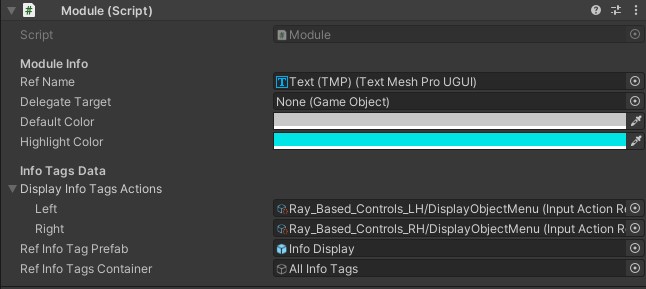 Module (Script)
Script Module
Module Info
Ref Name Text (TMP) (Text Mesh Pro UGUI)
Delegate Target None (Game Object)
Default Color
Highlight Color
Info Tags Data
Display Info Tags Actions
Left Ray_Based_Controls_LH/DisplayObjectMenu (Input Action Re
Right Ray_Based_Controls_RH/DisplayObjectMenu (Input Action R
Ref Info Tag Prefab Info Display
Ref Info Tags Container All Info Tags